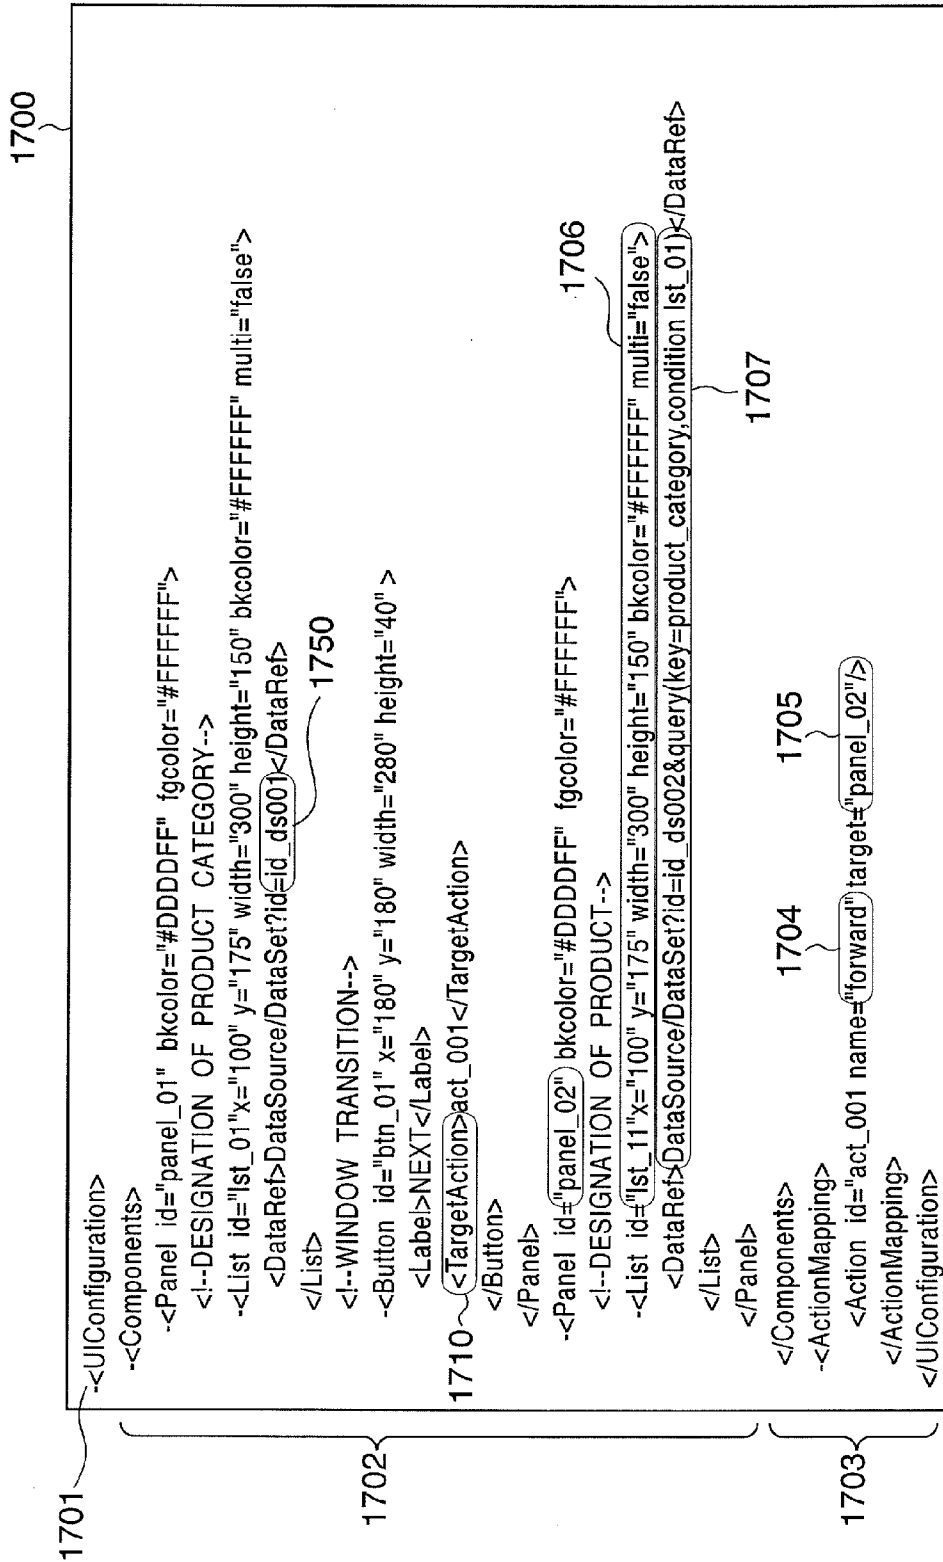 1700
1701
-<UIConfiguration>
-<Components>
-<Panel id="panel_01" bkcolor="#DDDDFF" fgcolor="#FFFFFF">
<!--DESIGNATION OF PRODUCT CATEGORY-->
-<List id="lst_01"x="100" y="175" width="300" height="150" bkcolor="#FFFFFF" multi="false">
<DataRef>DataSource/DataSet?id=id_ds001</DataRef>
1750
</List>
<!--WINDOW TRANSITION-->
-<Button id="btn_01" x="180" y="180" width="280" height="40" >
<Label>NEXT</Label>
1710
<TargetAction>act_001</TargetAction>
</Button>
</Panel>
1702
-<Panel id="panel_02" bkcolor="#DDDDFF" fgcolor="#FFFFFF">
<!--DESIGNATION OF PRODUCT-->
1706
-<List id="lst_11"x="100" y="175" width="300" height="150" bkcolor="#FFFFFF" multi="false">
<DataRef>DataSource/DataSet?id=id_ds002&query(key=product_category,condition lst_01)</DataRef>
1707
</List>
</Panel>
</Components>
-<ActionMapping>
1704
1705
<Action id="act_001 name="forward" target="panel_02"/>
</ActionMapping>
</UIConfiguration>
1703